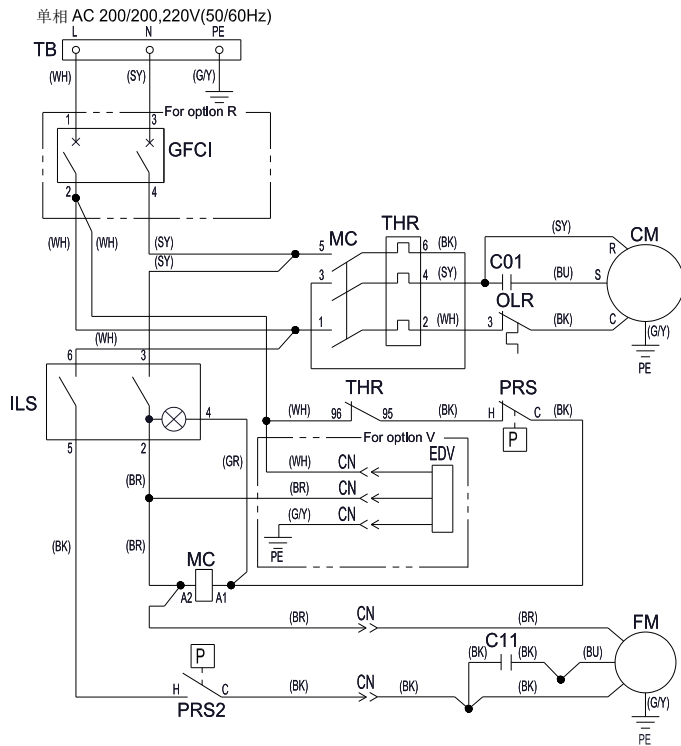 单相 AC 200/200,220V(50/60Hz)
L N PE
TB
(WH) (SY) (G/Y)
For option R
1 3
GFCI
2 4
(WH) (WH) (SY)
(SY)
MC THR
5 6 (BK)
3 4 (SY)
1 2 (WH)
(SY) R CM
C01 (BU) S
OLR
3 (BK) C
(G/Y)
PE
(WH)
6 3
ILS
4
5 2
(GR)
THR PRS
(WH) 96 95 (BK) H C (BK)
P
For option V
EDV
(WH) CN
(BR) CN
(G/Y) CN
PE
(BR)
(BK) (BR)
MC
A2 A1
(BR) CN (BR)
FM
C11
(BK) (BK) (BU)
P
H C (BK) CN (BK) (BK)
PRS2
(G/Y)
PE